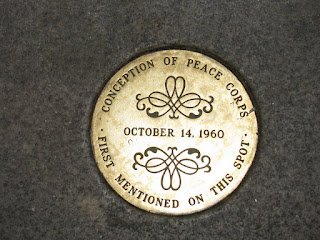 CONCEPTION OF PEACE CORPS
OCTOBER 14, 1960
· FIRST MENTIONED ON THIS SPOT ·